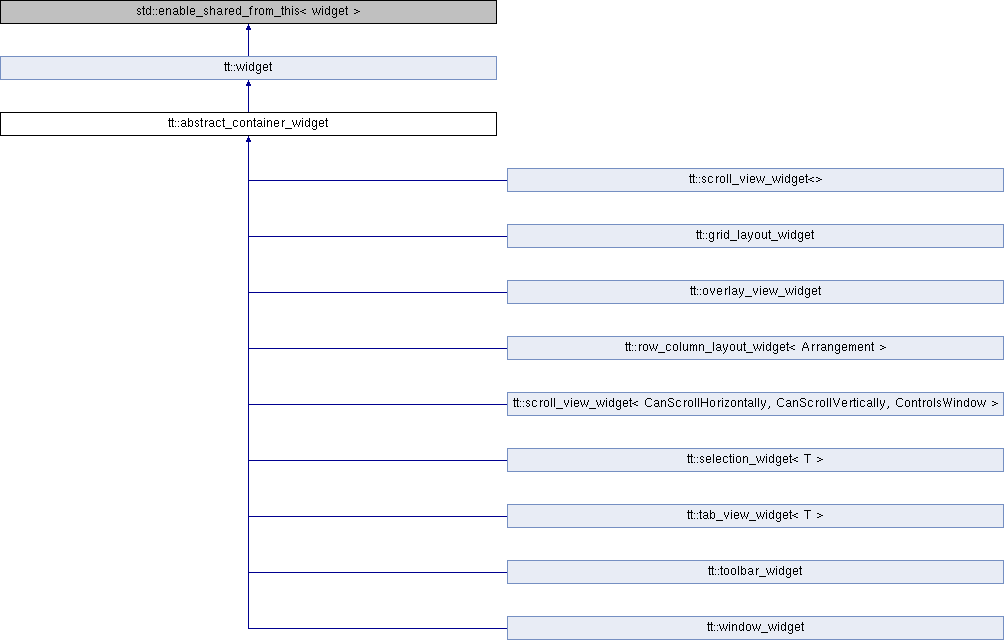 std::enable_shared_from_this< widget >
tt::widget
tt::abstract_container_widget
tt::scroll_view_widget<>
tt::grid_layout_widget
tt::overlay_view_widget
tt::row_column_layout_widget< Arrangement >
tt::scroll_view_widget< CanScrollHorizontally, CanScrollVertically, ControlsWindow >
tt::selection_widget< T >
tt::tab_view_widget< T >
tt::toolbar_widget
tt::window_widget